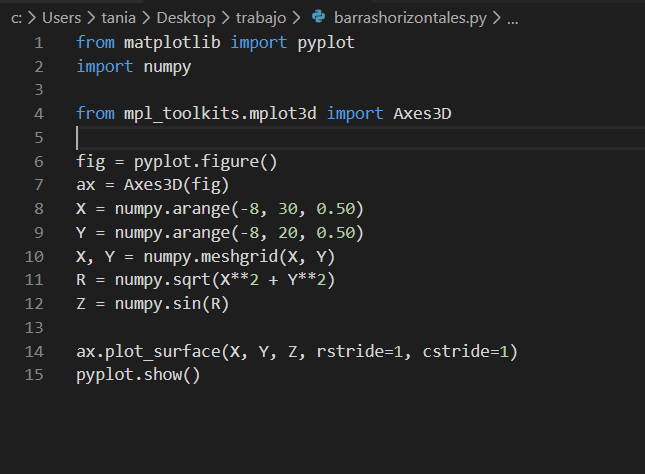 c: > Users > tania > Desktop > trabajo > barrashorizontales.py > ...
1 from matplotlib import pyplot
2 import numpy
3
4 from mpl_toolkits.mplot3d import Axes3D
5
6 fig = pyplot.figure()
7 ax = Axes3D(fig)
8 X = numpy.arange(-8, 30, 0.50)
9 Y = numpy.arange(-8, 20, 0.50)
10 X, Y = numpy.meshgrid(X, Y)
11 R = numpy.sqrt(X**2 + Y**2)
12 Z = numpy.sin(R)
13
14 ax.plot_surface(X, Y, Z, rstride=1, cstride=1)
15 pyplot.show()